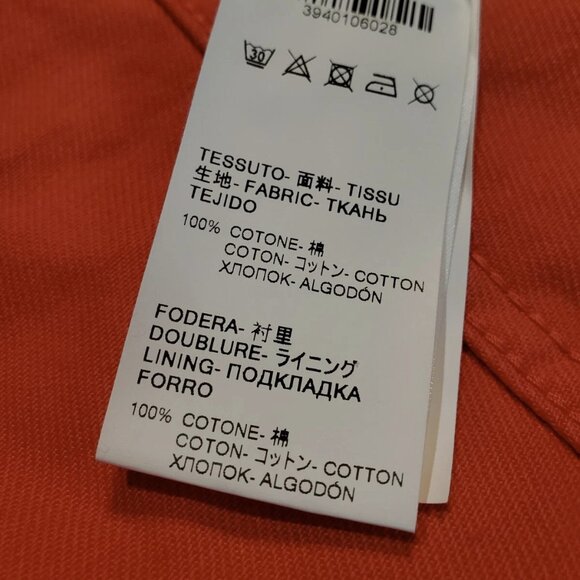 3940106028
30
TESSUTO- 面料- TISSU
生地- FABRIC- ТКАНЬ
TEJIDO
100% COTONE- 棉
COTON- コットン- COTTON
ХЛОПОК- ALGODÓN
FODERA- 衬里
DOUBLURE- ライニング
LINING- ПОДКЛАДКА
FORRO
100% COTONE- 棉
COTON- コットン- COTTON
ХЛОПОК- ALGODÓN